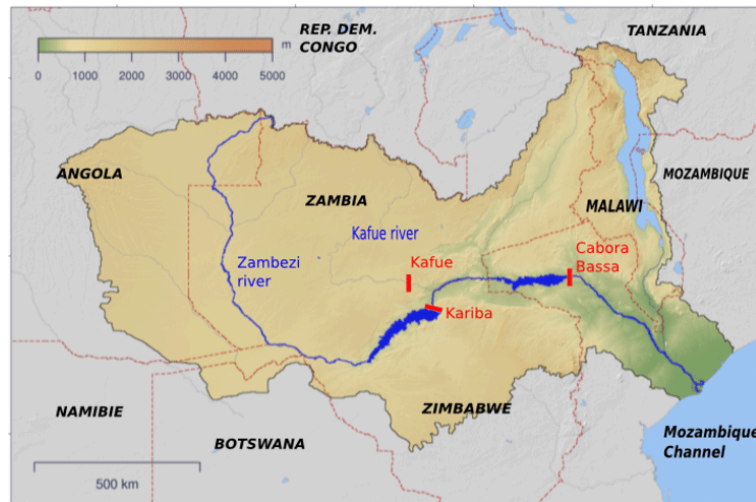 REP. DEM.
CONGO
TANZANIA
m
0 1000 2000 3000 4000 5000
ANGOLA
ZAMBIA
MOZAMBIQUE
MALAWI
Kafue river
Zambezi
river
Kafue
Cabora
Bassa
Kariba
NAMIBIE
ZIMBABWE
BOTSWANA
Mozambique
Channel
500 km